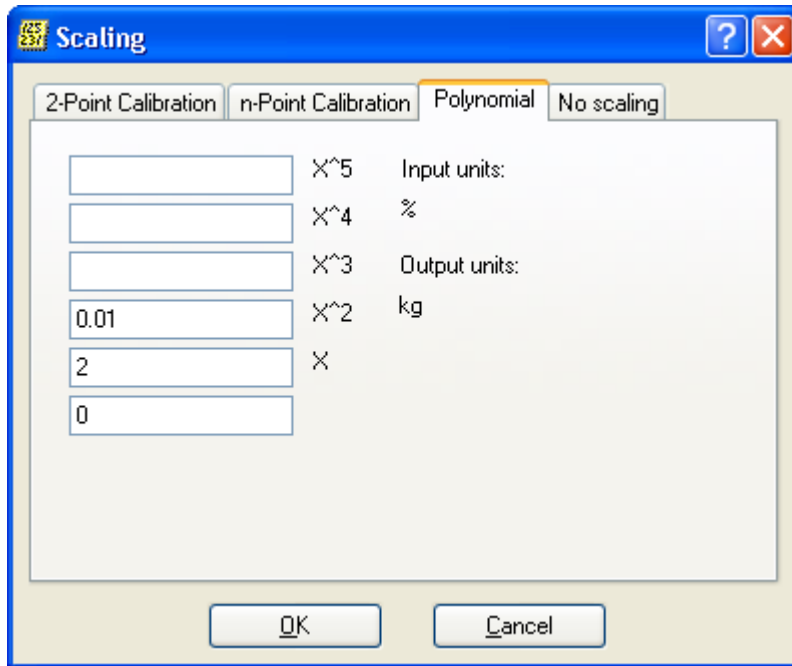 Scaling
2-Point Calibration n-Point Calibration Polynomial No scaling
X^5 Input units:
X^4 %
X^3 Output units:
0.01 X^2 kg
2 X
0
OK Cancel